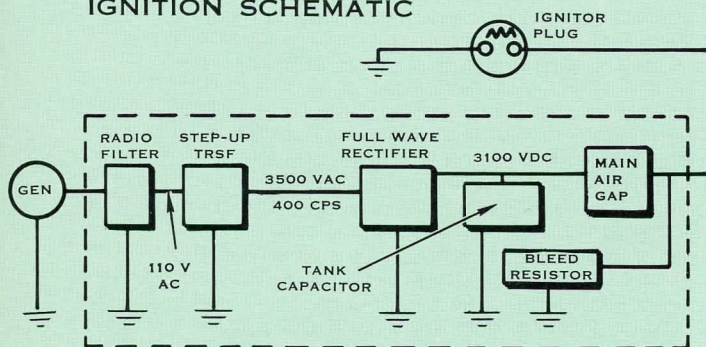 IGNITION SCHEMATIC
IGNITOR
PLUG
RADIO
FILTER
STEP-UP
TRSF
FULL WAVE
RECTIFIER
3100 VDC
MAIN
AIR
GAP
GEN
3500 VAC
400 CPS
110 V
AC
TANK
CAPACITOR
BLEED
RESISTOR